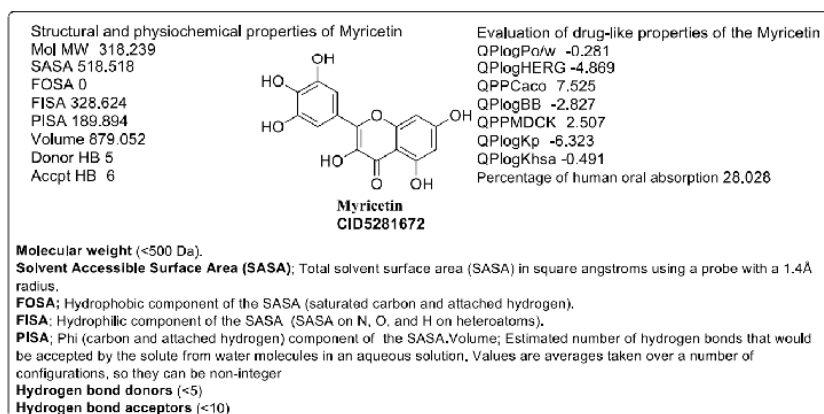 Structural and physiochemical properties of Myricetin
Mol MW 318.239
SASA 518.518
FOSA 0
FISA 328.624
PISA 189.894
Volume 879.052
Donor HB 5
Accpt HB 6
OH
HO
HO
O
OH
HO
O
OH
Myricetin
CID5281672
Evaluation of drug-like properties of the Myricetin
QPlogPo/w -0.281
QPlogHERG -4.869
QPPCaco 7.525
QPlogBB -2.827
QPPMDCK 2.507
QPlogKp -6.323
QPlogKhsa -0.491
Percentage of human oral absorption 28.028
Molecular weight (<500 Da).
Solvent Accessible Surface Area (SASA); Total solvent surface area (SASA) in square angstroms using a probe with a 1.4Å
radius.
FOSA; Hydrophobic component of the SASA (saturated carbon and attached hydrogen).
FISA; Hydrophilic component of the SASA (SASA on N, O, and H on heteroatoms).
PISA; Phi (carbon and attached hydrogen) component of the SASA.Volume; Estimated number of hydrogen bonds that would
be accepted by the solute from water molecules in an aqueous solution. Values are averages taken over a number of
configurations, so they can be non-integer
Hydrogen bond donors (<5)
Hydrogen bond acceptors (<10)